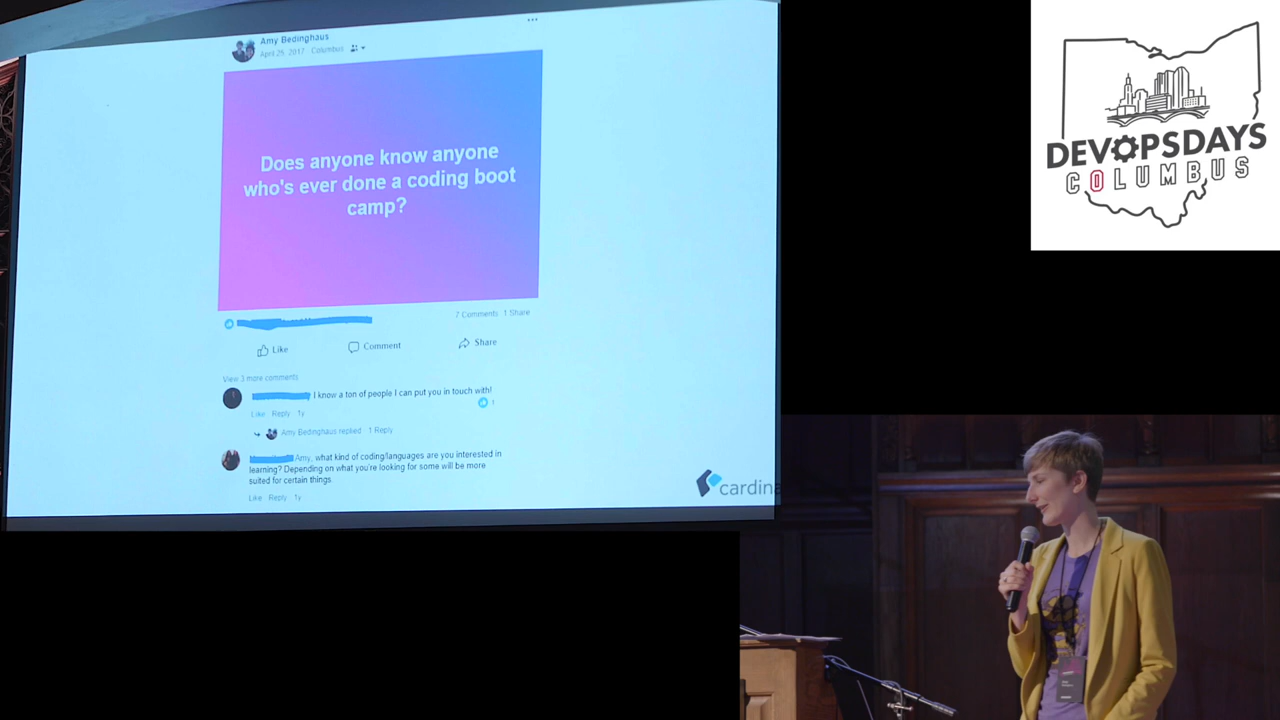 Amy Bedinghaus
April 25, 2017 · Columbus
Does anyone know anyone
who's ever done a coding boot
camp?
7 Comments 1 Share
Like Comment Share
View 3 more comments
I know a ton of people I can put you in touch with!
1
Like · Reply · 1y
Amy Bedinghaus replied · 1 Reply
Amy, what kind of coding/languages are you interested in
learning? Depending on what you're looking for some will be more
suited for certain things
Like · Reply · 1y
cardina
DEVOPSDAYS
COLUMBUS